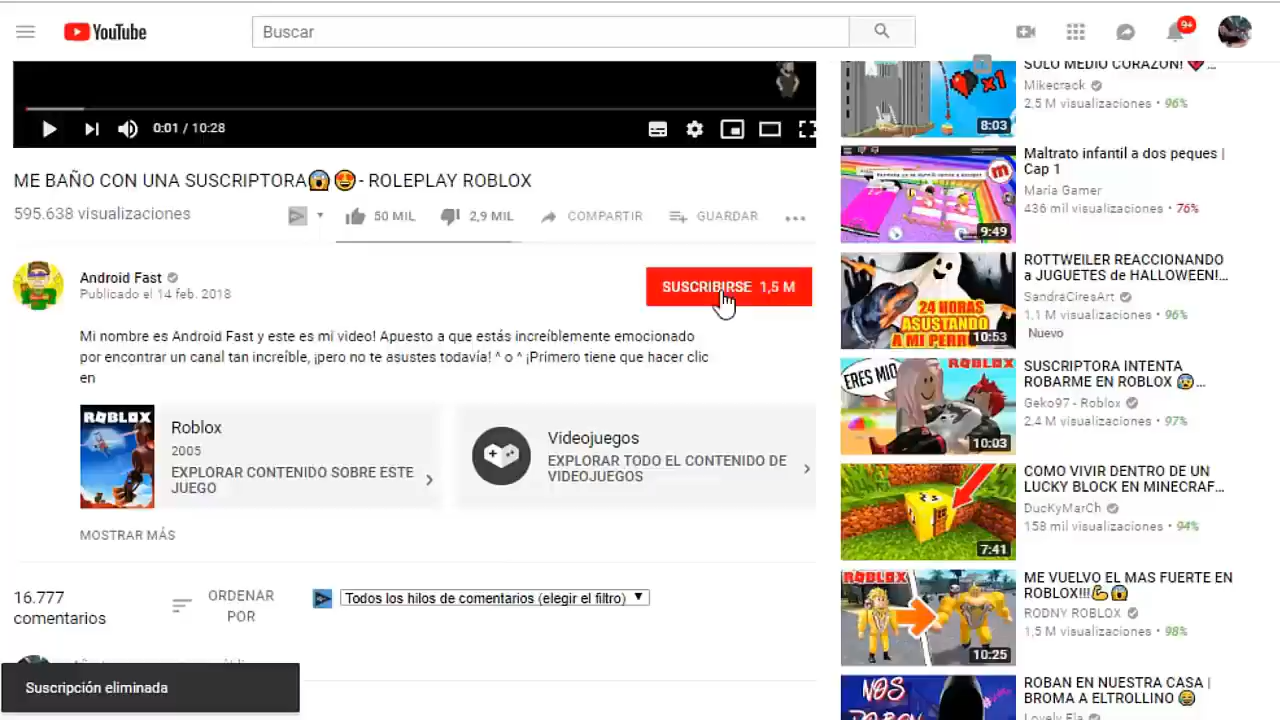 YouTube
Buscar
9+
0:01 / 10:28
ME BAÑO CON UNA SUSCRIPTORA😱😍- ROLEPLAY ROBLOX
595.638 visualizaciones
50 MIL
2,9 MIL
COMPARTIR
GUARDAR
Android Fast
Publicado el 14 feb. 2018
SUSCRIBIRSE 1,5 M
Mi nombre es Android Fast y este es mi video! Apuesto a que estás increíblemente emocionado
por encontrar un canal tan increíble, ¡pero no te asustes todavía! ^ o ^ ¡Primero tiene que hacer clic
en
ROBLOX
Roblox
2005
EXPLORAR CONTENIDO SOBRE ESTE
JUEGO
Videojuegos
EXPLORAR TODO EL CONTENIDO DE
VIDEOJUEGOS
MOSTRAR MÁS
16.777
comentarios
ORDENAR
POR
Todos los hilos de comentarios (elegir el filtro)
Suscripción eliminada
x1
8:03
SOLO MEDIO CORAZÓN! 💔...
Mikecrack
2,5 M visualizaciones • 96%
9:49
Maltrato infantil a dos peques |
Cap 1
Maria Gamer
436 mil visualizaciones • 76%
24 HORAS
ASUSTANDO
A MI PERRO
10:53
ROTTWEILER REACCIONANDO
a JUGUETES de HALLOWEEN!...
SandraCiresArt
1,1 M visualizaciones • 96%
Nuevo
ERES MIO
ROBLOX
10:03
SUSCRIPTORA INTENTA
ROBARME EN ROBLOX 😰...
Geko97 - Roblox
2,4 M visualizaciones • 97%
7:41
COMO VIVIR DENTRO DE UN
LUCKY BLOCK EN MINECRAF...
DucKyMarCh
158 mil visualizaciones • 94%
ROBLOX
10:25
ME VUELVO EL MAS FUERTE EN
ROBLOX!!!💪😱
RODNY ROBLOX
1,5 M visualizaciones • 98%
NOS
ROBAN EN NUESTRA CASA |
BROMA A ELTROLLINO 😂
Lovely Ela